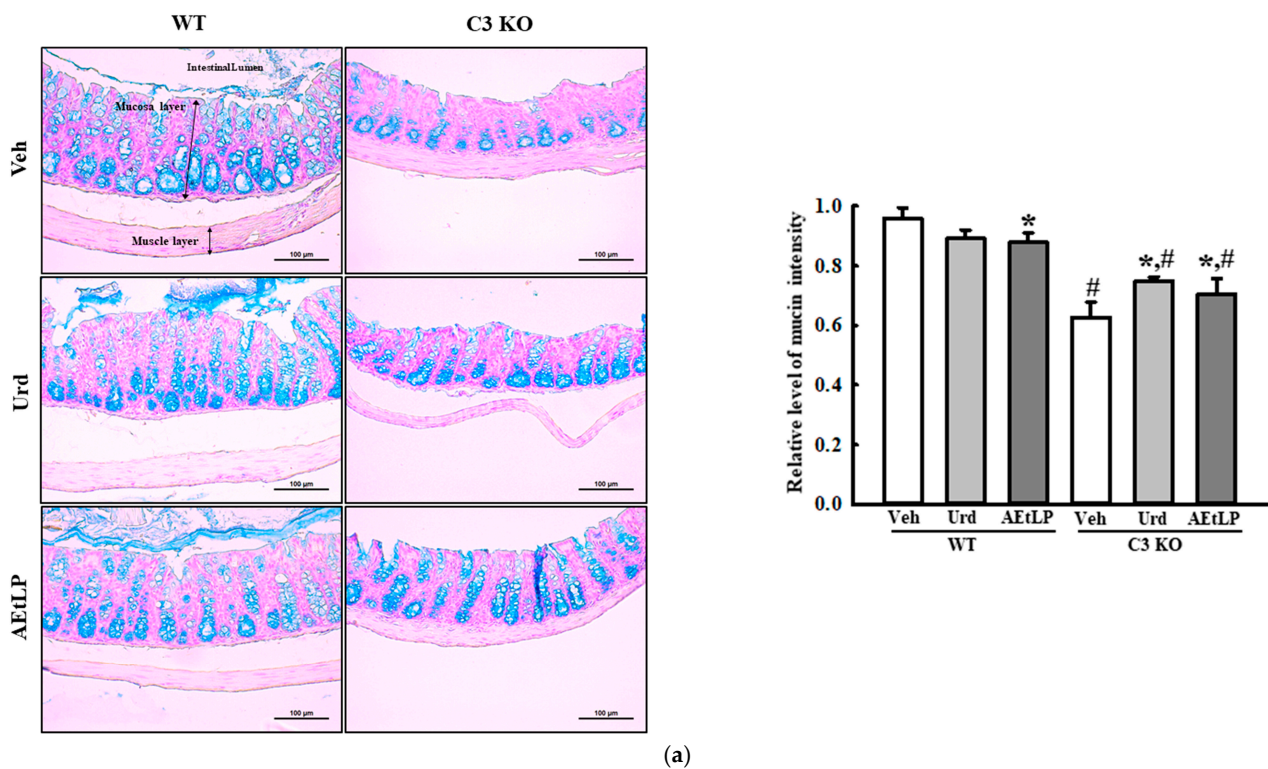 WT
C3 KO
Veh
Intestinal Lumen
Mucosa layer
Muscle layer
100 µm
100 µm
Urd
100 µm
100 µm
AEtLP
100 µm
100 µm
Relative level of mucin intensity
1.0
0.8
0.6
0.4
0.2
0.0
*
#
*,#
*,#
Veh Urd AEtLP Veh Urd AEtLP
WT C3 KO
(a)